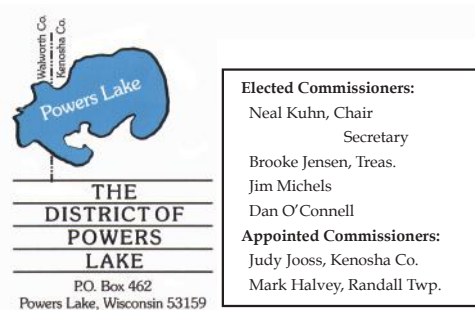 Walworth Co.
Kenosha Co.
Powers Lake
THE
DISTRICT OF
POWERS
LAKE
P.O. Box 462
Powers Lake, Wisconsin 53159
Elected Commissioners:
Neal Kuhn, Chair
Secretary
Brooke Jensen, Treas.
Jim Michels
Dan O'Connell
Appointed Commissioners:
Judy Jooss, Kenosha Co.
Mark Halvey, Randall Twp.